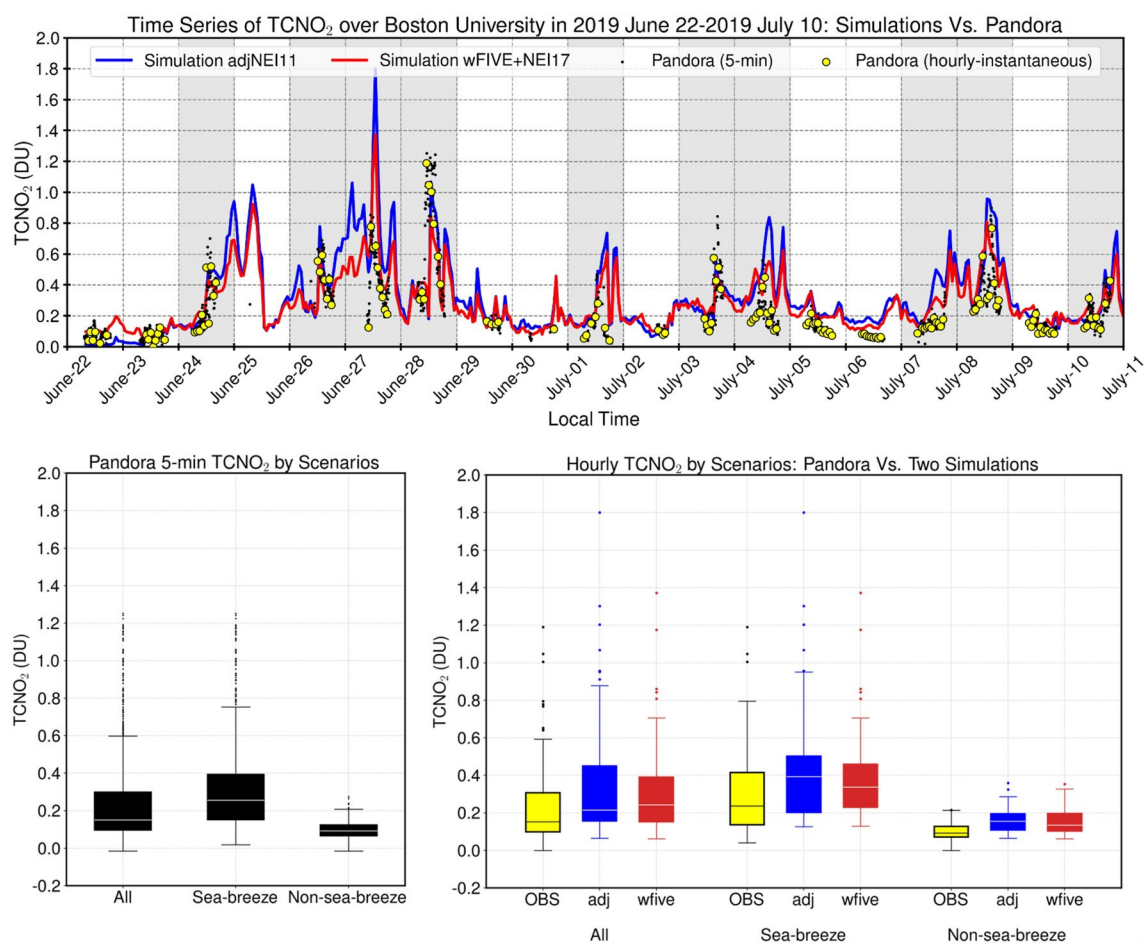 Time Series of TCNO₂ over Boston University in 2019 June 22-2019 July 10: Simulations Vs. Pandora
Simulation adjNEI11 Simulation wFIVE+NEI17 Pandora (5-min) Pandora (hourly-instantaneous)
TCNO₂ (DU)
2.0
1.8
1.6
1.4
1.2
1.0
0.8
0.6
0.4
0.2
0.0
June-22 June-23 June-24 June-25 June-26 June-27 June-28 June-29 June-30 July-01 July-02 July-03 July-04 July-05 July-06 July-07 July-08 July-09 July-10 July-11
Local Time
Pandora 5-min TCNO₂ by Scenarios
TCNO₂ (DU)
2.0
1.8
1.6
1.4
1.2
1.0
0.8
0.6
0.4
0.2
0.0
-0.2
All Sea-breeze Non-sea-breeze
Hourly TCNO₂ by Scenarios: Pandora Vs. Two Simulations
TCNO₂ (DU)
2.0
1.8
1.6
1.4
1.2
1.0
0.8
0.6
0.4
0.2
0.0
-0.2
OBS adj wfive OBS adj wfive OBS adj wfive
All Sea-breeze Non-sea-breeze